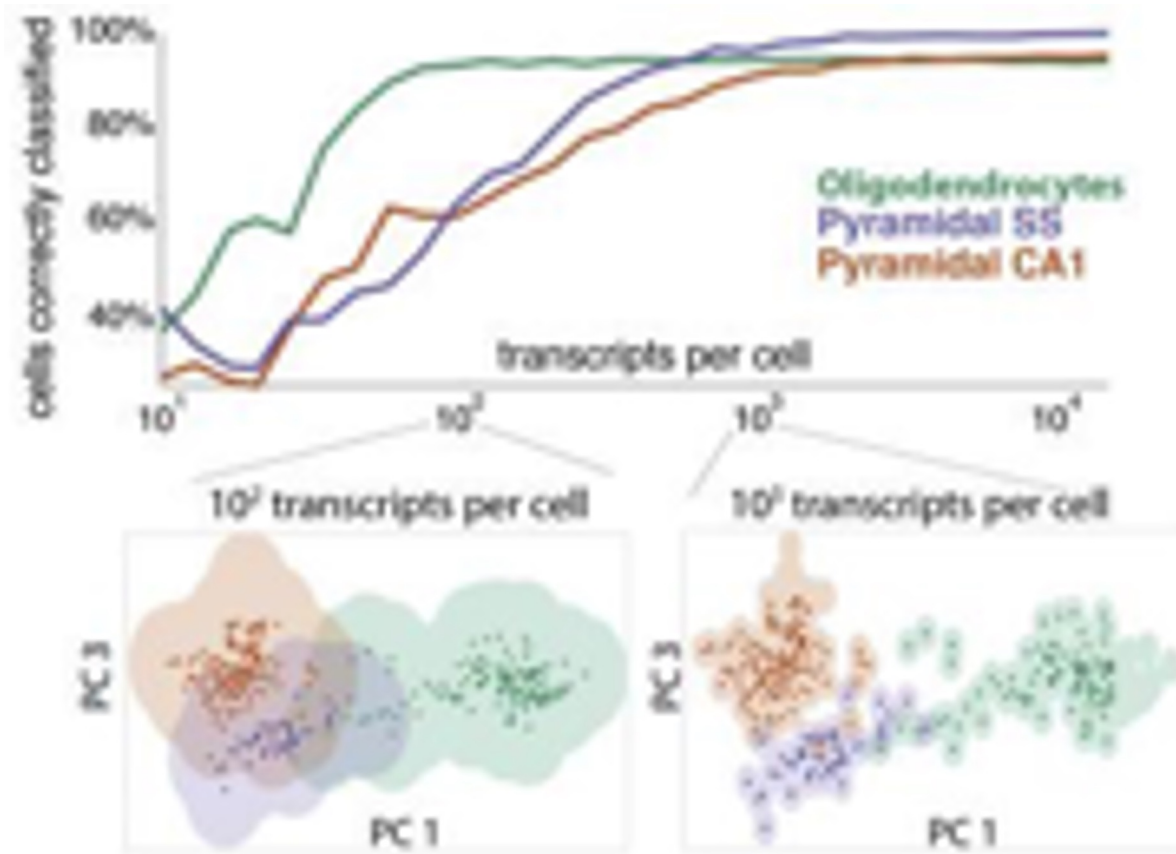 100%
80%
60%
40%
cells correctly classified
Oligodendrocytes
Pyramidal SS
Pyramidal CA1
transcripts per cell
10¹ 10² 10³ 10⁴
10² transcripts per cell
10³ transcripts per cell
PC 3
PC 1
PC 3
PC 1